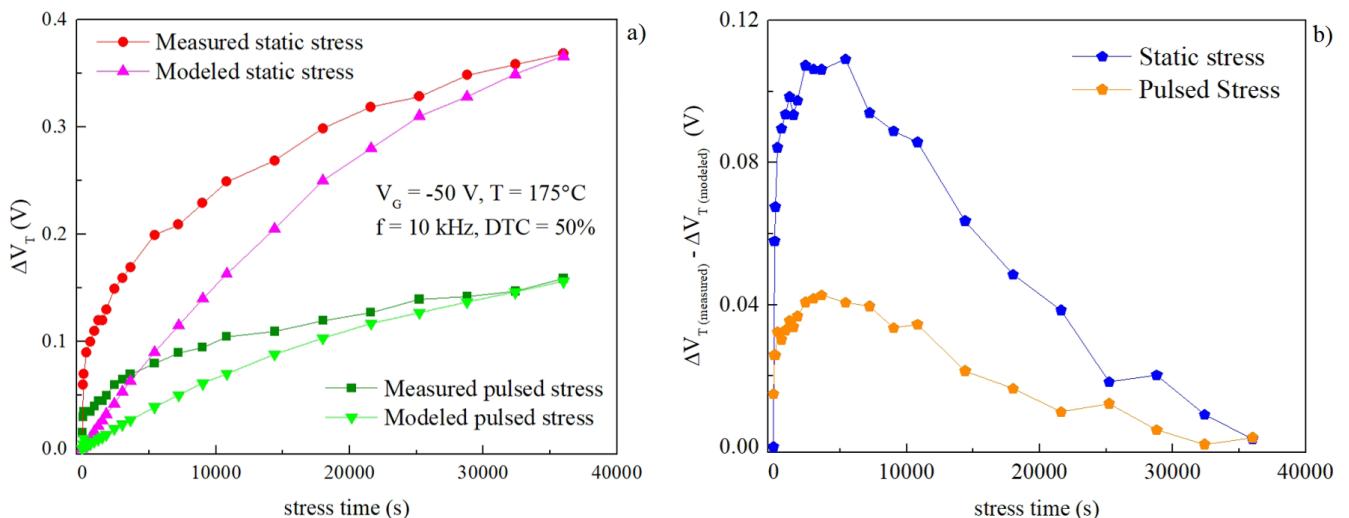 a)
Measured static stress
Modeled static stress
V_G = -50 V, T = 175°C
f = 10 kHz, DTC = 50%
Measured pulsed stress
Modeled pulsed stress
ΔV_T (V)
0.4
0.3
0.2
0.1
0.0
0 10000 20000 30000 40000
stress time (s)
b)
Static stress
Pulsed Stress
ΔV_T (measured) - ΔV_T (modeled) (V)
0.12
0.08
0.04
0.00
0 10000 20000 30000 40000
stress time (s)